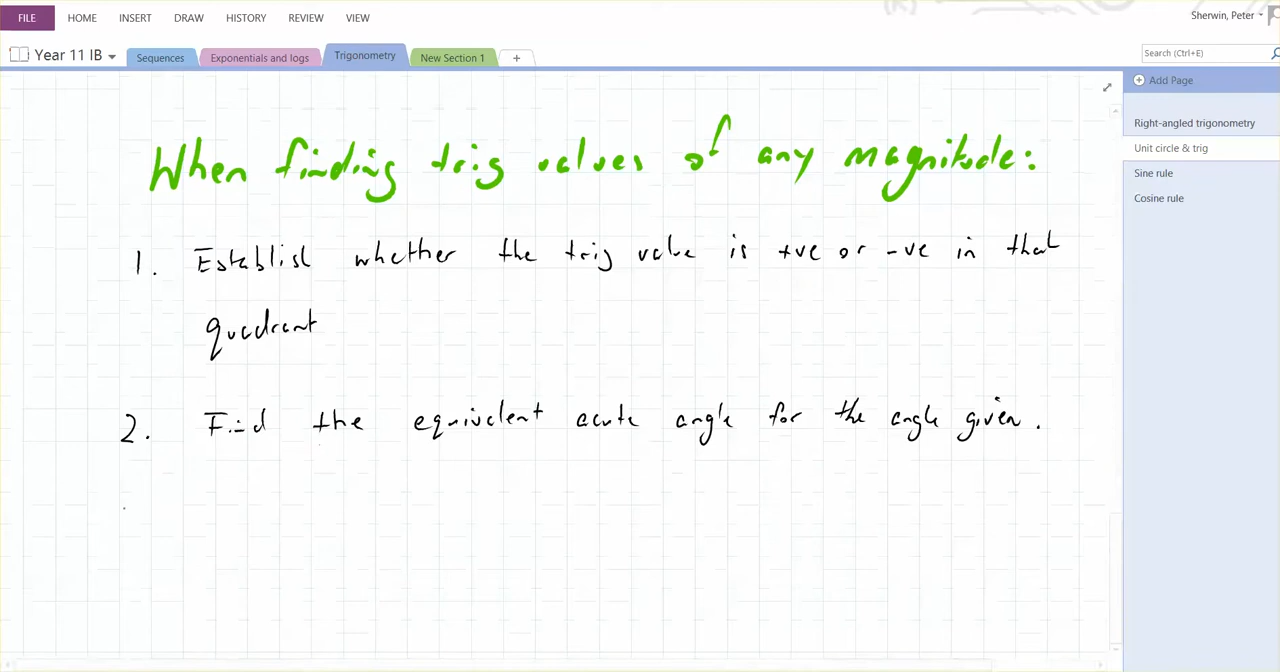 FILE HOME INSERT DRAW HISTORY REVIEW VIEW
Sherwin, Peter
Year 11 IB Sequences Exponentials and logs Trigonometry New Section 1 +
Search (Ctrl+E)
Add Page
Right-angled trigonometry
Unit circle & trig
Sine rule
Cosine rule
When finding trig values of any magnitude:
1. Establish whether the trig value is +ve or -ve in that
quadrant
2. Find the equivalent acute angle for the angle given.